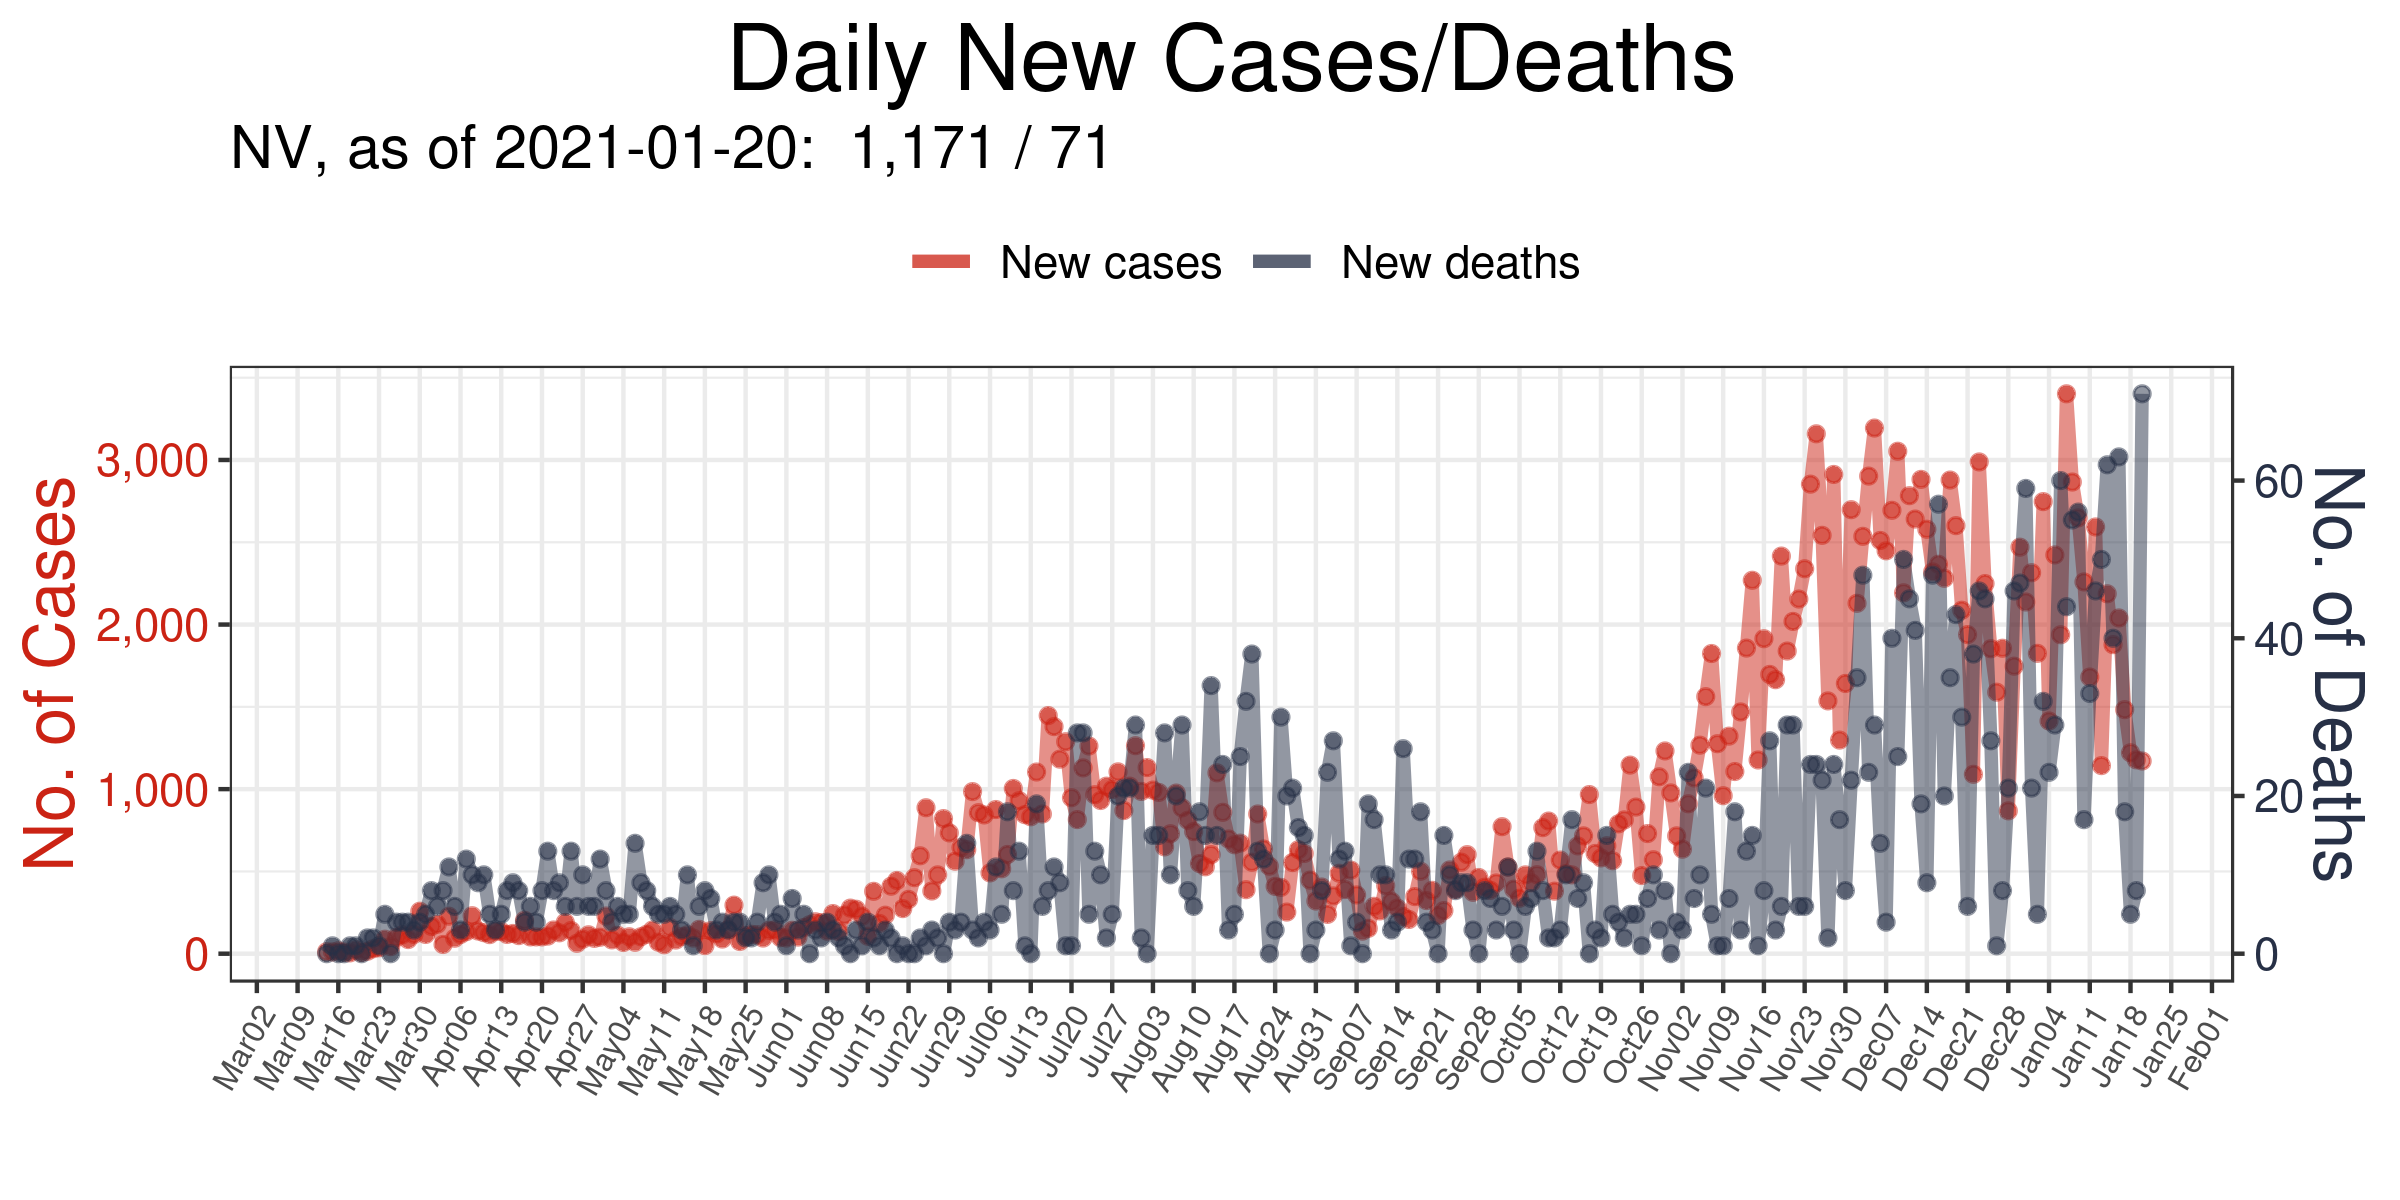 Daily New Cases/Deaths
NV, as of 2021-01-20:  1,171 / 71
New cases
New deaths
No. of Cases
3,000
2,000
1,000
0
60
40
20
0
No. of Deaths
Mar02
Mar09
Mar16
Mar23
Mar30
Apr06
Apr13
Apr20
Apr27
May04
May11
May18
May25
Jun01
Jun08
Jun15
Jun22
Jun29
Jul06
Jul13
Jul20
Jul27
Aug03
Aug10
Aug17
Aug24
Aug31
Sep07
Sep14
Sep21
Sep28
Oct05
Oct12
Oct19
Oct26
Nov02
Nov09
Nov16
Nov23
Nov30
Dec07
Dec14
Dec21
Dec28
Jan04
Jan11
Jan18
Jan25
Feb01